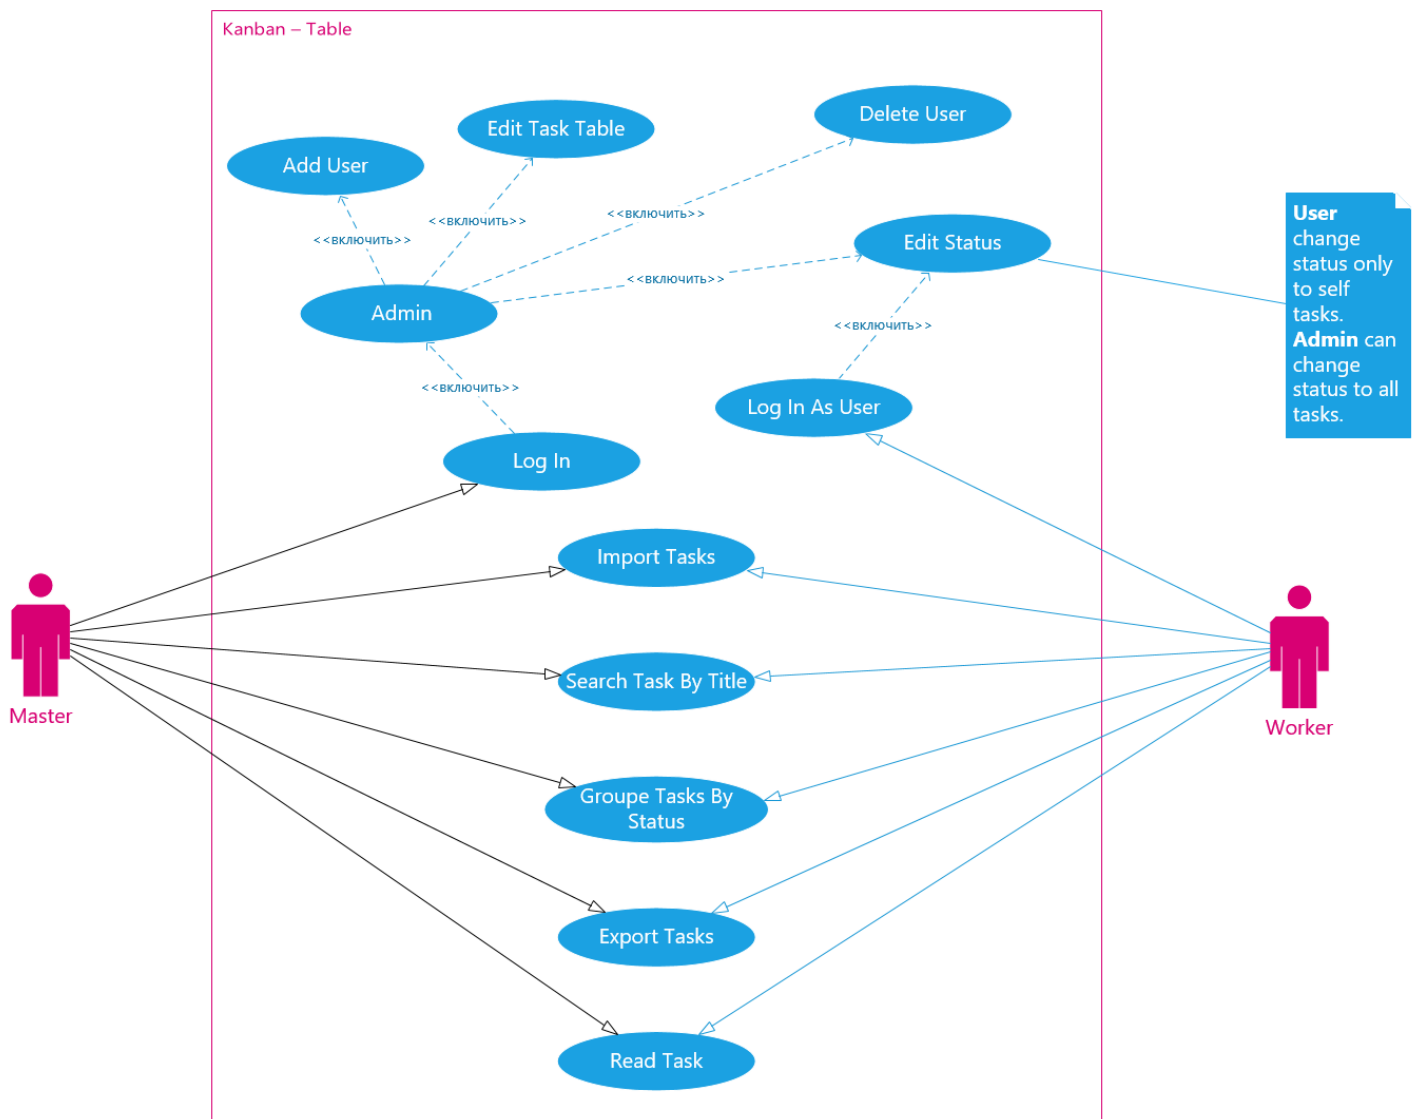 Kanban – Table
Delete User
Edit Task Table
Add User
<<включить>>
<<включить>>
<<включить>>
Edit Status
<<включить>>
Admin
<<включить>>
<<включить>>
Log In As User
Log In
User
change
status only
to self
tasks.
Admin can
change
status to all
tasks.
Import Tasks
Search Task By Title
Master
Worker
Groupe Tasks By
Status
Export Tasks
Read Task